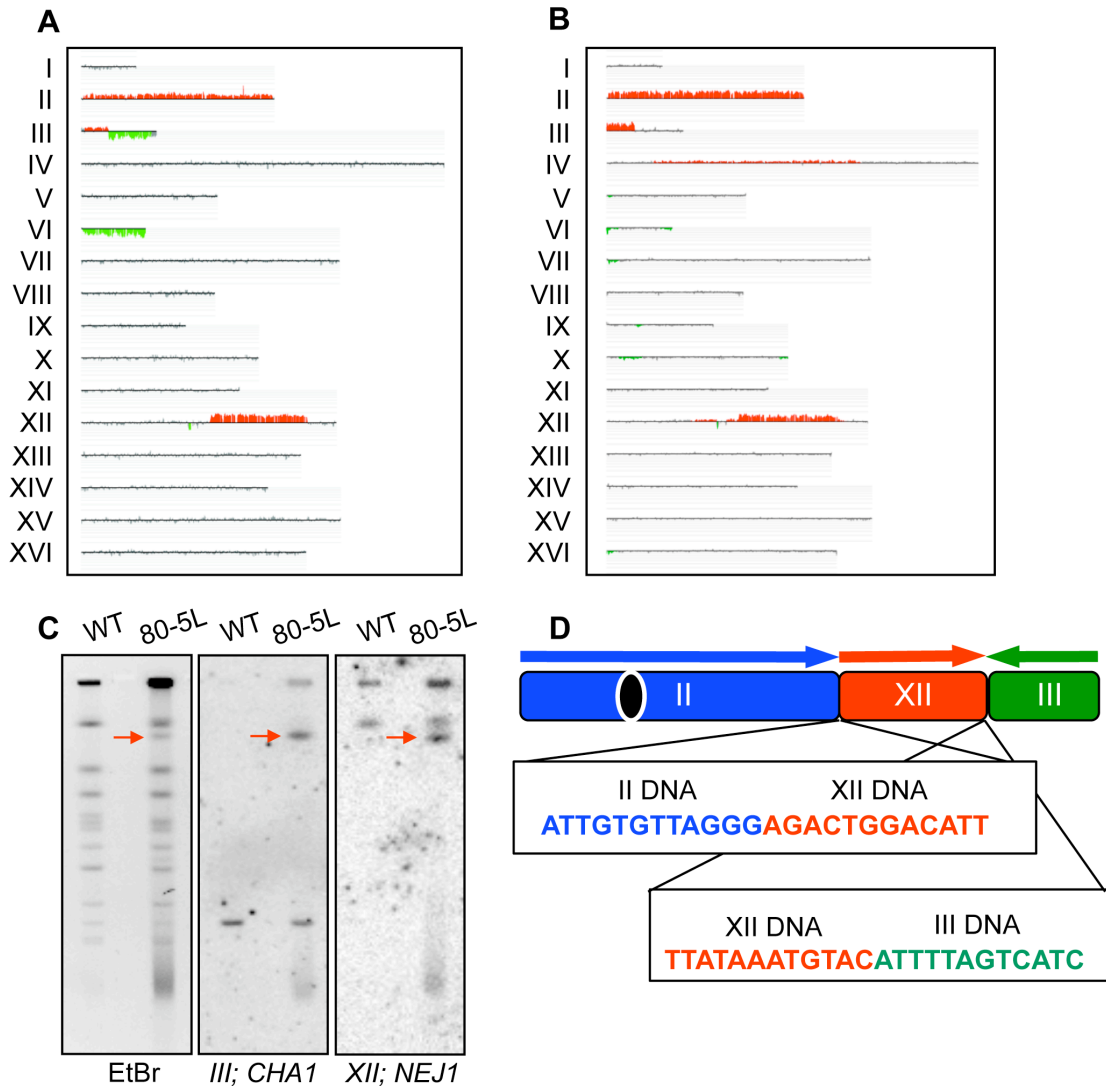 A
I
II
III
IV
V
VI
VII
VIII
IX
X
XI
XII
XIII
XIV
XV
XVI
B
I
II
III
IV
V
VI
VII
VIII
IX
X
XI
XII
XIII
XIV
XV
XVI
C
WT 80-5L
WT 80-5L
WT 80-5L
EtBr
III; CHA1
XII; NEJ1
D
II XII III
II DNA XII DNA
ATTGTGTTAGGGAGACTGGACATT
XII DNA III DNA
TTATAAATGTACATTTTAGTCATC